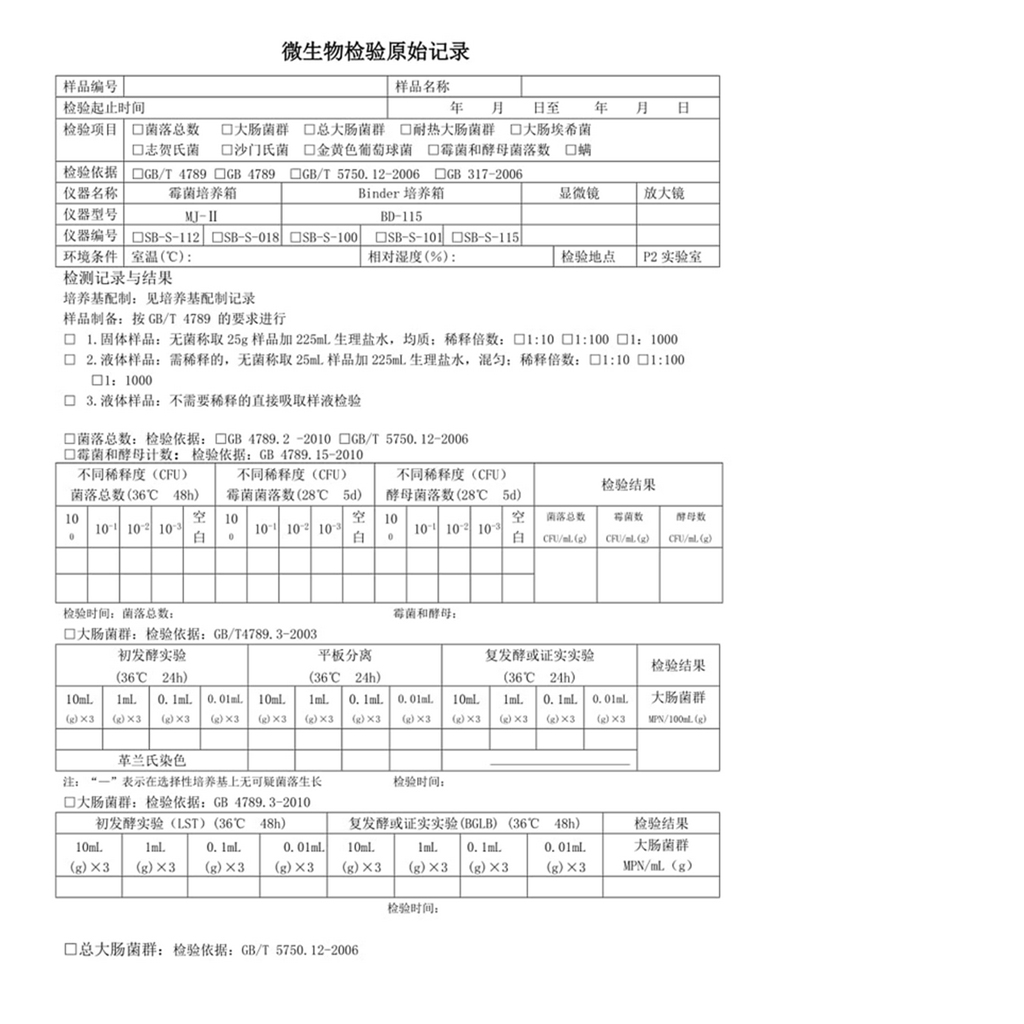 微生物检验原始记录
样品编号 样品名称
检验起止时间 年 月 日至 年 月 日
检验项目 □菌落总数 □大肠菌群 □总大肠菌群 □耐热大肠菌群 □大肠埃希菌
□志贺氏菌 □沙门氏菌 □金黄色葡萄球菌 □霉菌和酵母菌落数 □螨
检验依据 □GB/T 4789 □GB 4789 □GB/T 5750.12-2006 □GB 317-2006
仪器名称 霉菌培养箱 Binder 培养箱 显微镜 放大镜
仪器型号 MJ-Ⅱ BD-115
仪器编号 □SB-S-112 □SB-S-018 □SB-S-100 □SB-S-101 □SB-S-115
环境条件 室温(℃): 相对湿度(%): 检验地点 P2 实验室
检测记录与结果
培养基配制: 见培养基配制记录
样品制备: 按 GB/T 4789 的要求进行
□ 1.固体样品: 无菌称取 25g 样品加 225mL 生理盐水, 均质; 稀释倍数: □1:10 □1:100 □1: 1000
□ 2.液体样品: 需稀释的, 无菌称取 25mL 样品加 225mL 生理盐水, 混匀; 稀释倍数: □1:10 □1:100
□1: 1000
□ 3.液体样品: 不需要稀释的直接吸取样液检验
□菌落总数: 检验依据: □GB 4789.2 -2010 □GB/T 5750.12-2006
□霉菌和酵母计数: 检验依据: GB 4789.15-2010
不同稀释度（CFU） 不同稀释度（CFU） 不同稀释度（CFU） 检验结果
菌落总数(36℃ 48h) 霉菌菌落数(28℃ 5d) 酵母菌落数(28℃ 5d)
10⁰ 10⁻¹ 10⁻² 10⁻³ 空白 10⁰ 10⁻¹ 10⁻² 10⁻³ 空白 10⁰ 10⁻¹ 10⁻² 10⁻³ 空白 菌落总数 霉菌数 酵母数
CFU/mL(g) CFU/mL(g) CFU/mL(g)
检验时间: 菌落总数: 霉菌和酵母:
□大肠菌群: 检验依据: GB/T4789.3-2003
初发酵实验 平板分离 复发酵或证实实验 检验结果
(36℃ 24h) (36℃ 24h) (36℃ 24h)
10mL 1mL 0.1mL 0.01mL 10mL 1mL 0.1mL 0.01mL 10mL 1mL 0.1mL 0.01mL 大肠菌群
(g)×3 (g)×3 (g)×3 (g)×3 (g)×3 (g)×3 (g)×3 (g)×3 (g)×3 (g)×3 (g)×3 (g)×3 MPN/100mL(g)
革兰氏染色
注: “—”表示在选择性培养基上无可疑菌落生长 检验时间:
□大肠菌群: 检验依据: GB 4789.3-2010
初发酵实验（LST）(36℃ 48h) 复发酵或证实实验(BGLB) (36℃ 48h) 检验结果
10mL 1mL 0.1mL 0.01mL 10mL 1mL 0.1mL 0.01mL 大肠菌群
(g)×3 (g)×3 (g)×3 (g)×3 (g)×3 (g)×3 (g)×3 (g)×3 MPN/mL（g）
检验时间:
□总大肠菌群: 检验依据: GB/T 5750.12-2006